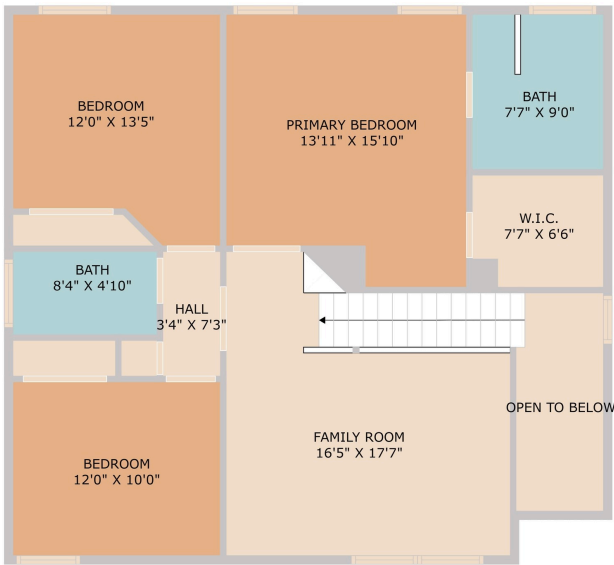 BEDROOM
12'0" X 13'5"
PRIMARY BEDROOM
13'11" X 15'10"
BATH
7'7" X 9'0"
W.I.C.
7'7" X 6'6"
BATH
8'4" X 4'10"
HALL
3'4" X 7'3"
OPEN TO BELOW
FAMILY ROOM
16'5" X 17'7"
BEDROOM
12'0" X 10'0"